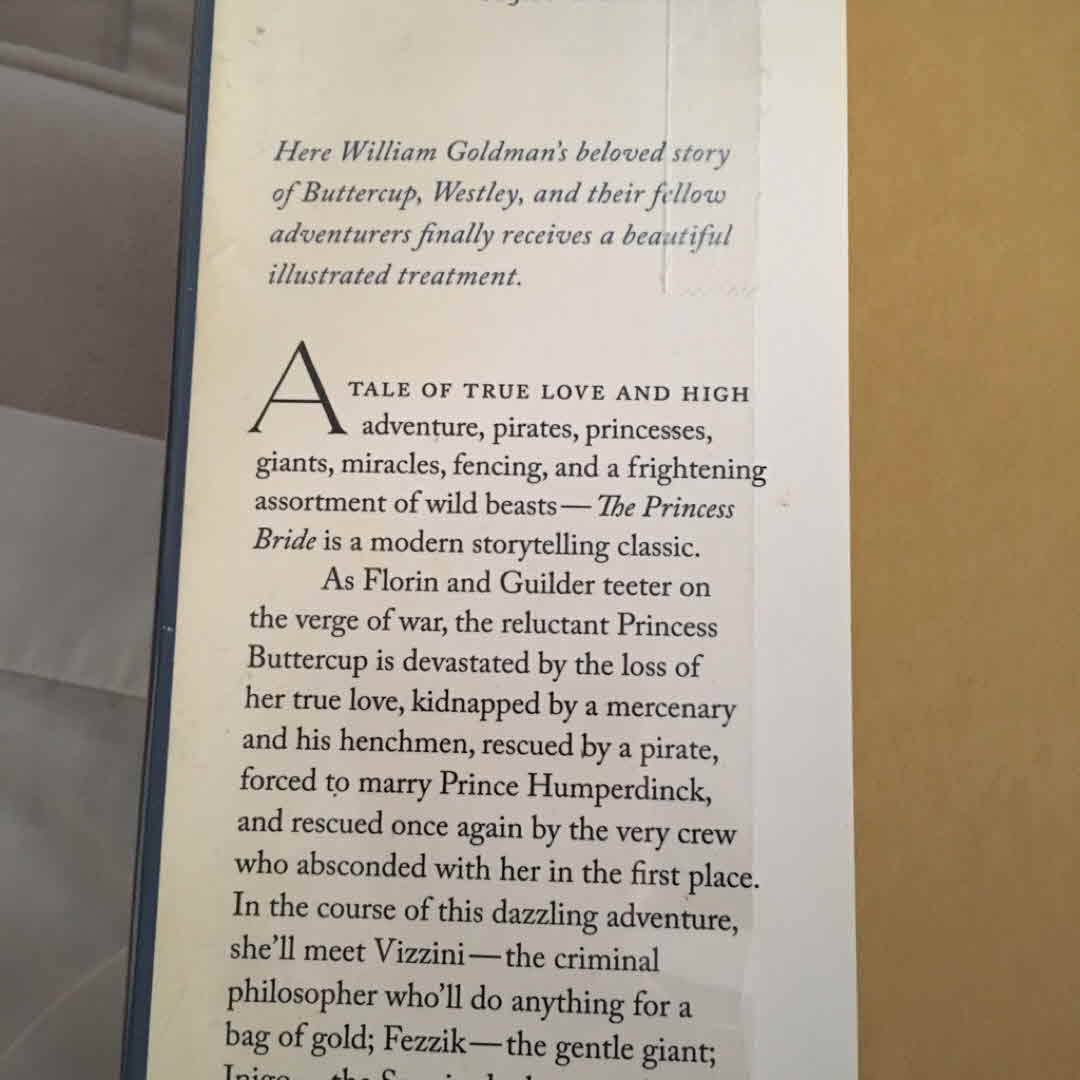 Here William Goldman's beloved story
of Buttercup, Westley, and their fellow
adventurers finally receives a beautiful
illustrated treatment.
A TALE OF TRUE LOVE AND HIGH
adventure, pirates, princesses,
giants, miracles, fencing, and a frightening
assortment of wild beasts—The Princess
Bride is a modern storytelling classic.
As Florin and Guilder teeter on
the verge of war, the reluctant Princess
Buttercup is devastated by the loss of
her true love, kidnapped by a mercenary
and his henchmen, rescued by a pirate,
forced to marry Prince Humperdinck,
and rescued once again by the very crew
who absconded with her in the first place.
In the course of this dazzling adventure,
she'll meet Vizzini—the criminal
philosopher who'll do anything for a
bag of gold; Fezzik—the gentle giant;
Inigo—the